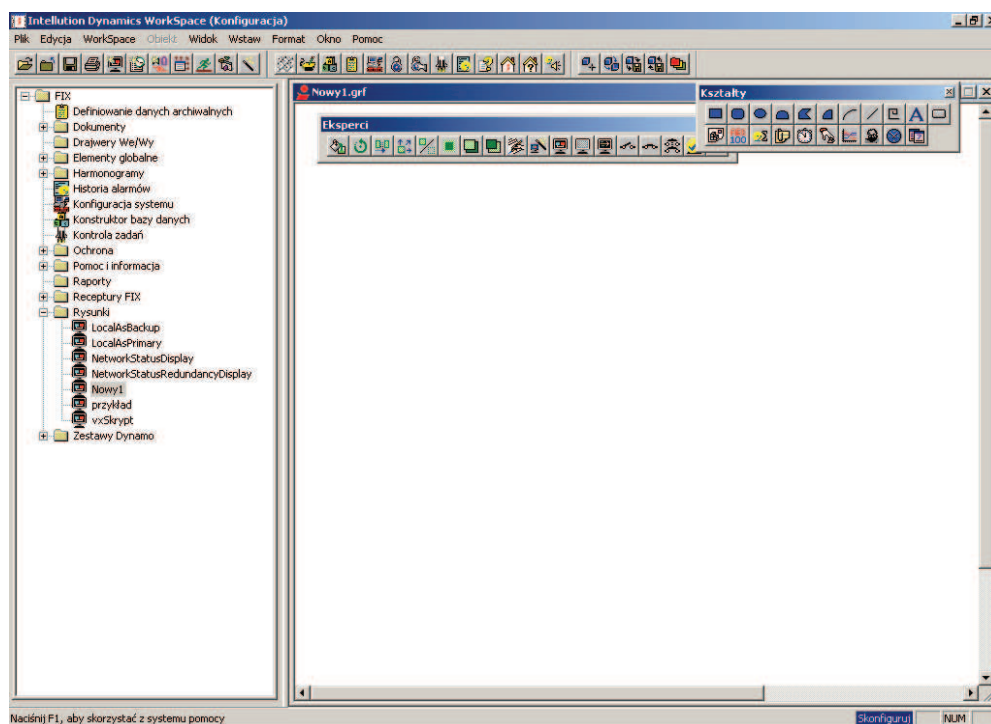 Intellution Dynamics WorkSpace (Konfiguracja)
Plik Edycja WorkSpace Obiekt Widok Wstaw Format Okno Pomoc
FIX
Definiowanie danych archiwalnych
Dokumenty
Drajwery We/Wy
Elementy globalne
Harmonogramy
Historia alarmów
Konfiguracja systemu
Konstruktor bazy danych
Kontrola zadań
Ochrona
Pomoc i informacja
Raporty
Receptury FIX
Rysunki
LocalAsBackup
LocalAsPrimary
NetworkStatusDisplay
NetworkStatusRedundancyDisplay
Nowy1
przykład
vxSkrypt
Zestawy Dynamo
Nowy1.grf
Eksperci
Kształty
A
100
Naciśnij F1, aby skorzystać z systemu pomocy
Skonfiguruj
NUM